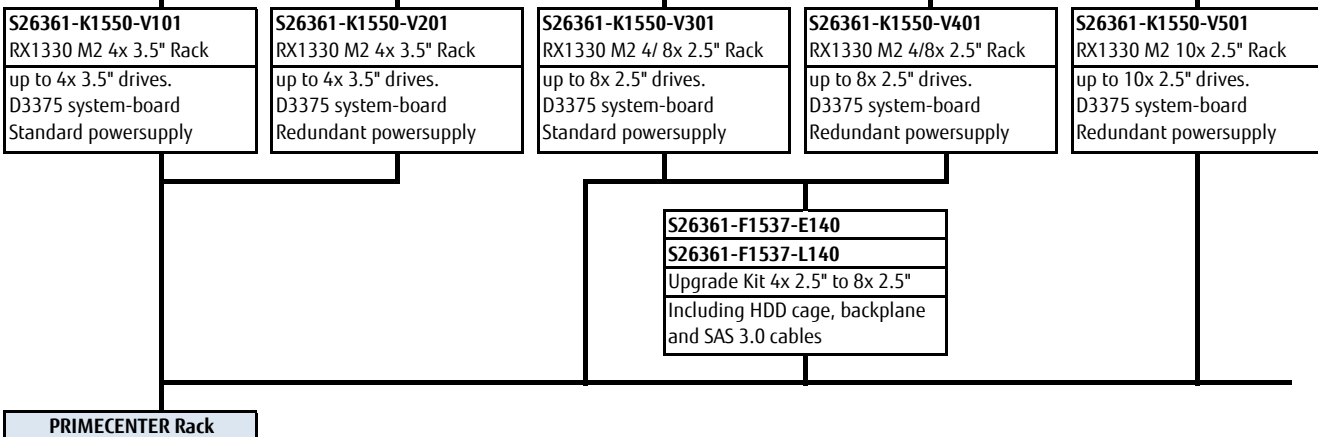 S26361-K1550-V101
RX1330 M2 4x 3.5" Rack
up to 4x 3.5" drives.
D3375 system-board
Standard powersupply
S26361-K1550-V201
RX1330 M2 4x 3.5" Rack
up to 4x 3.5" drives.
D3375 system-board
Redundant powersupply
S26361-K1550-V301
RX1330 M2 4/ 8x 2.5" Rack
up to 8x 2.5" drives.
D3375 system-board
Standard powersupply
S26361-K1550-V401
RX1330 M2 4/8x 2.5" Rack
up to 8x 2.5" drives.
D3375 system-board
Redundant powersupply
S26361-K1550-V501
RX1330 M2 10x 2.5" Rack
up to 10x 2.5" drives.
D3375 system-board
Redundant powersupply
S26361-F1537-E140
S26361-F1537-L140
Upgrade Kit 4x 2.5" to 8x 2.5"
Including HDD cage, backplane
and SAS 3.0 cables
PRIMECENTER Rack